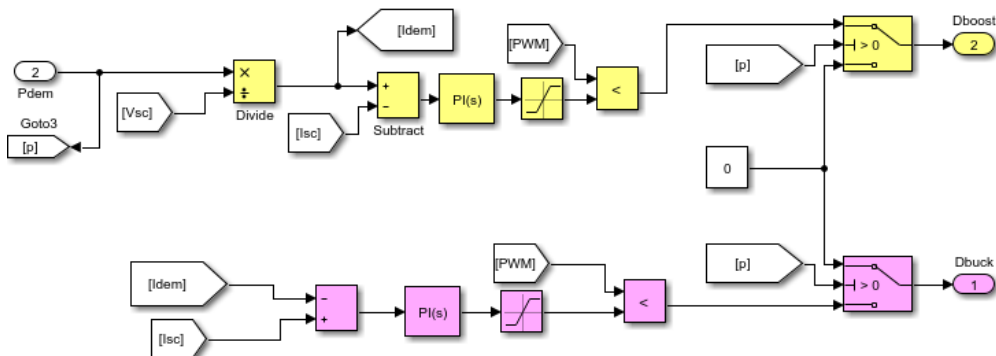 [Idem]
Dboost
2
[PWM]
> 0
[p]
2
Pdem
×
÷
Divide
+
−
Subtract
PI(s)
<
[Vsc]
[Isc]
Goto3
[p]
0
[PWM]
[p]
> 0
Dbuck
1
[Idem]
−
+
PI(s)
<
[Isc]